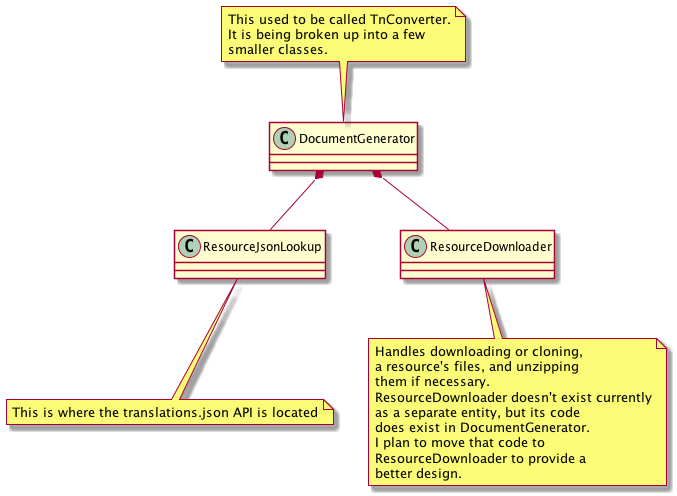 This used to be called TnConverter.
It is being broken up into a few
smaller classes.
C DocumentGenerator
C ResourceJsonLookup
C ResourceDownloader
This is where the translations.json API is located
Handles downloading or cloning,
a resource's files, and unzipping
them if necessary.
ResourceDownloader doesn't exist currently
as a separate entity, but its code
does exist in DocumentGenerator.
I plan to move that code to
ResourceDownloader to provide a
better design.